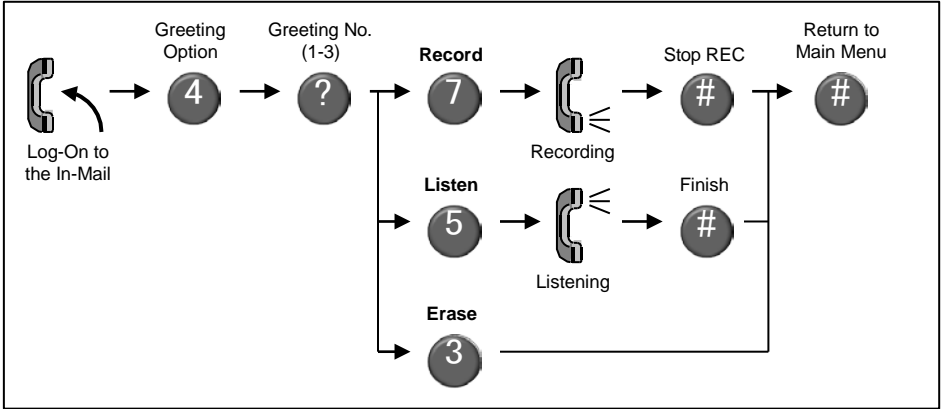 Greeting
Option
Greeting No.
(1-3)
Record
Stop REC
Return to
Main Menu
4
?
7
#
#
Log-On to
the In-Mail
Recording
Listen
Finish
5
#
Listening
Erase
3